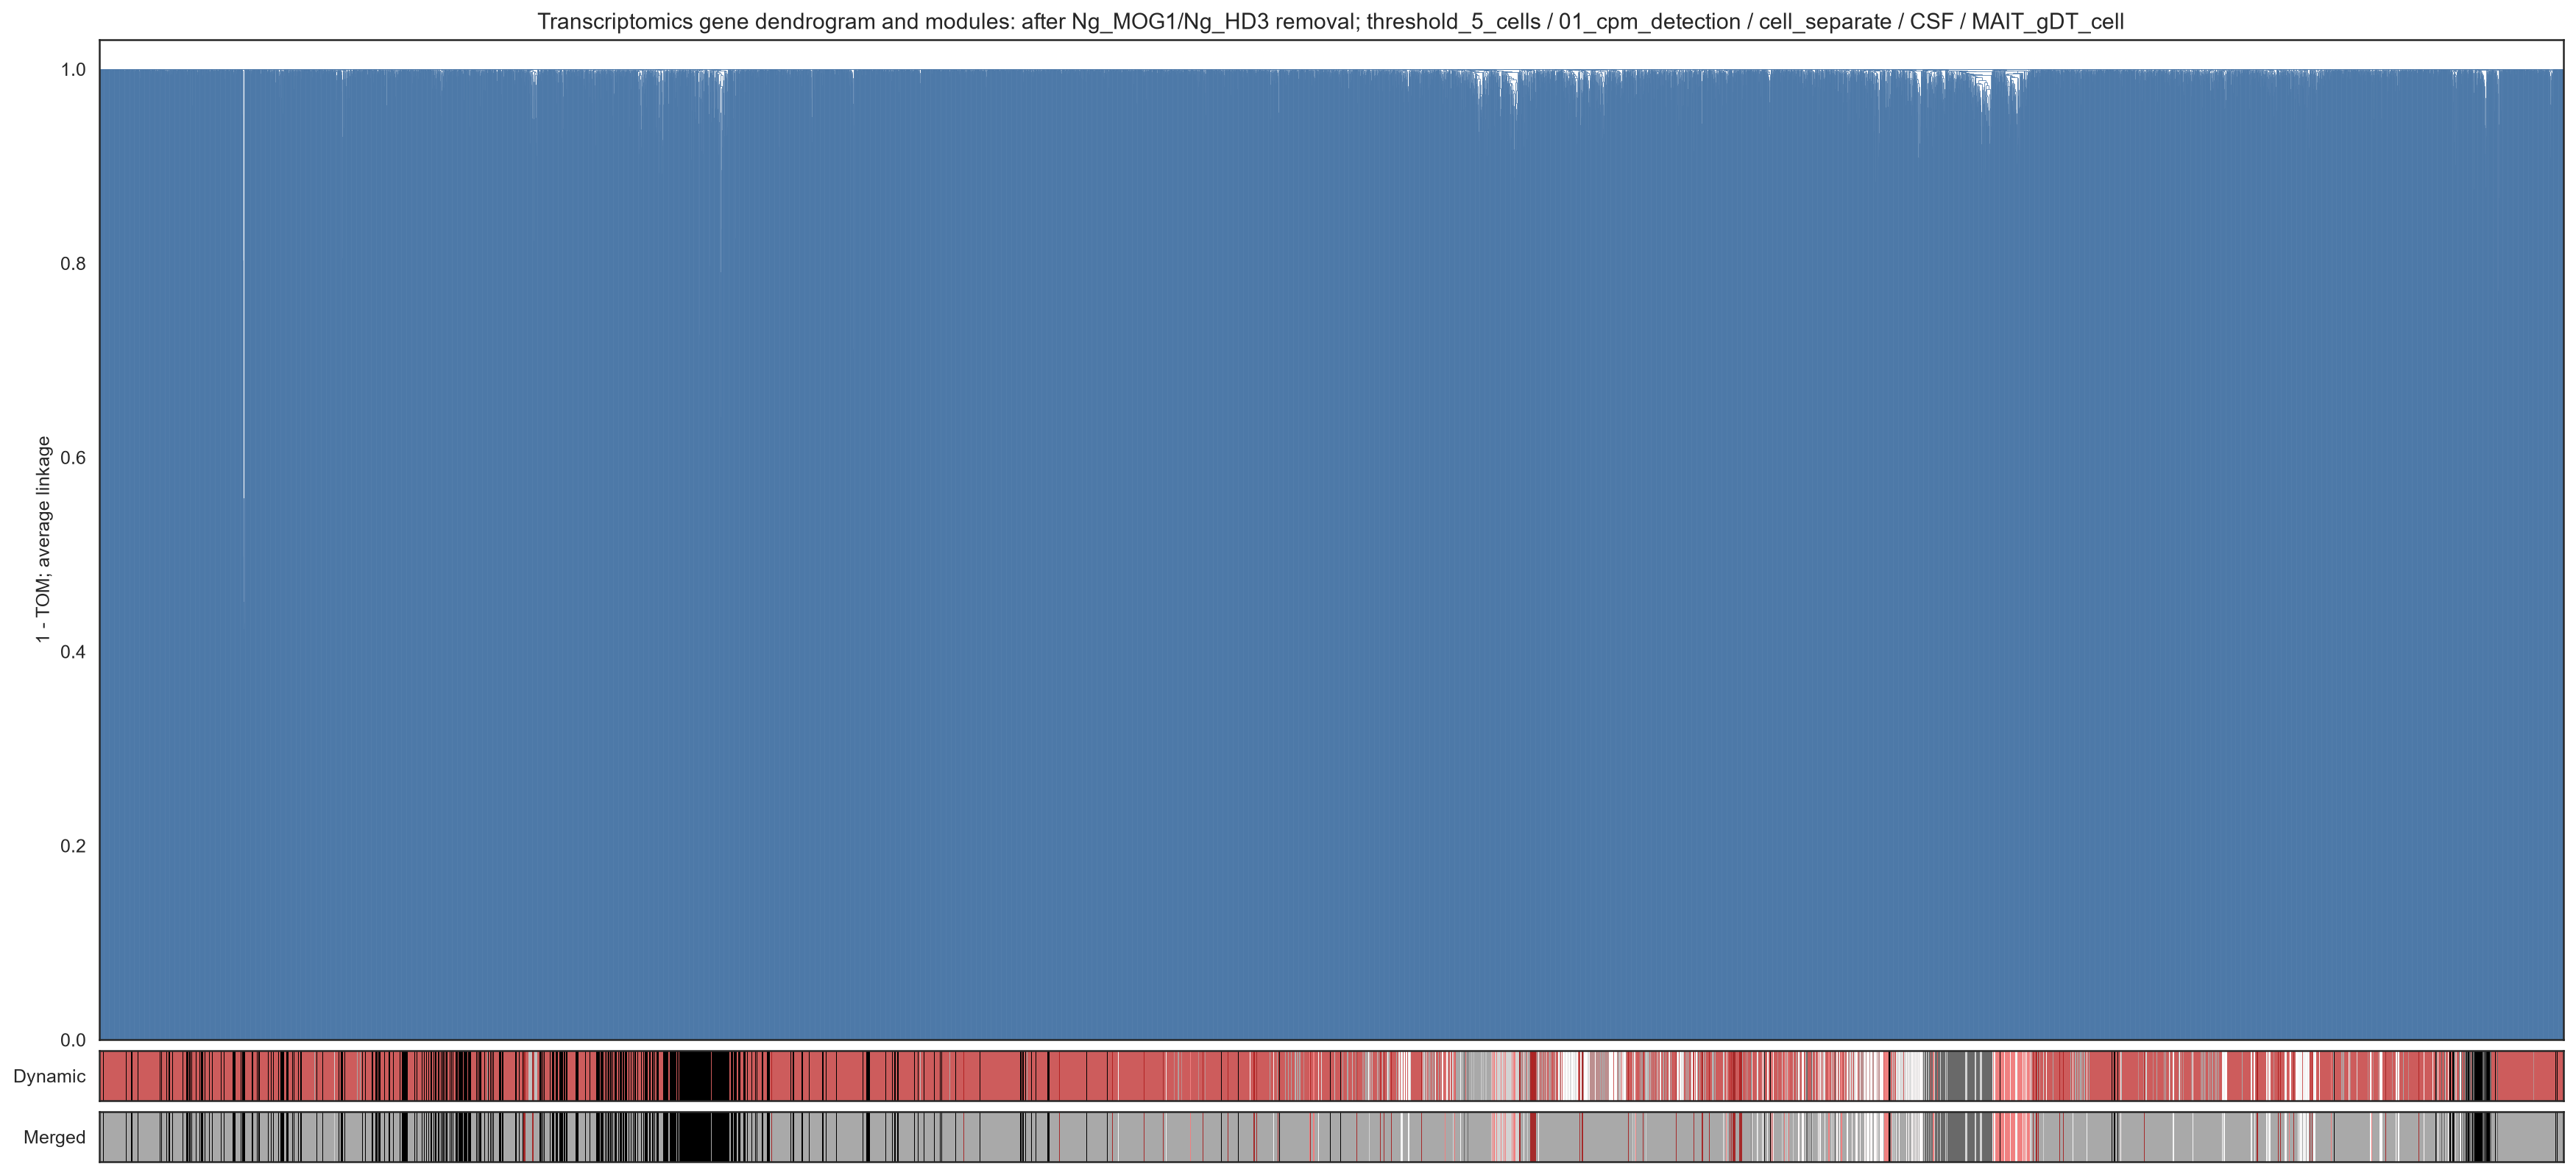 Transcriptomics gene dendrogram and modules: after Ng_MOG1/Ng_HD3 removal; threshold_5_cells / 01_cpm_detection / cell_separate / CSF / MAIT_gDT_cell
1.0
0.8
0.6
0.4
0.2
0.0
1 - TOM; average linkage
Dynamic
Merged